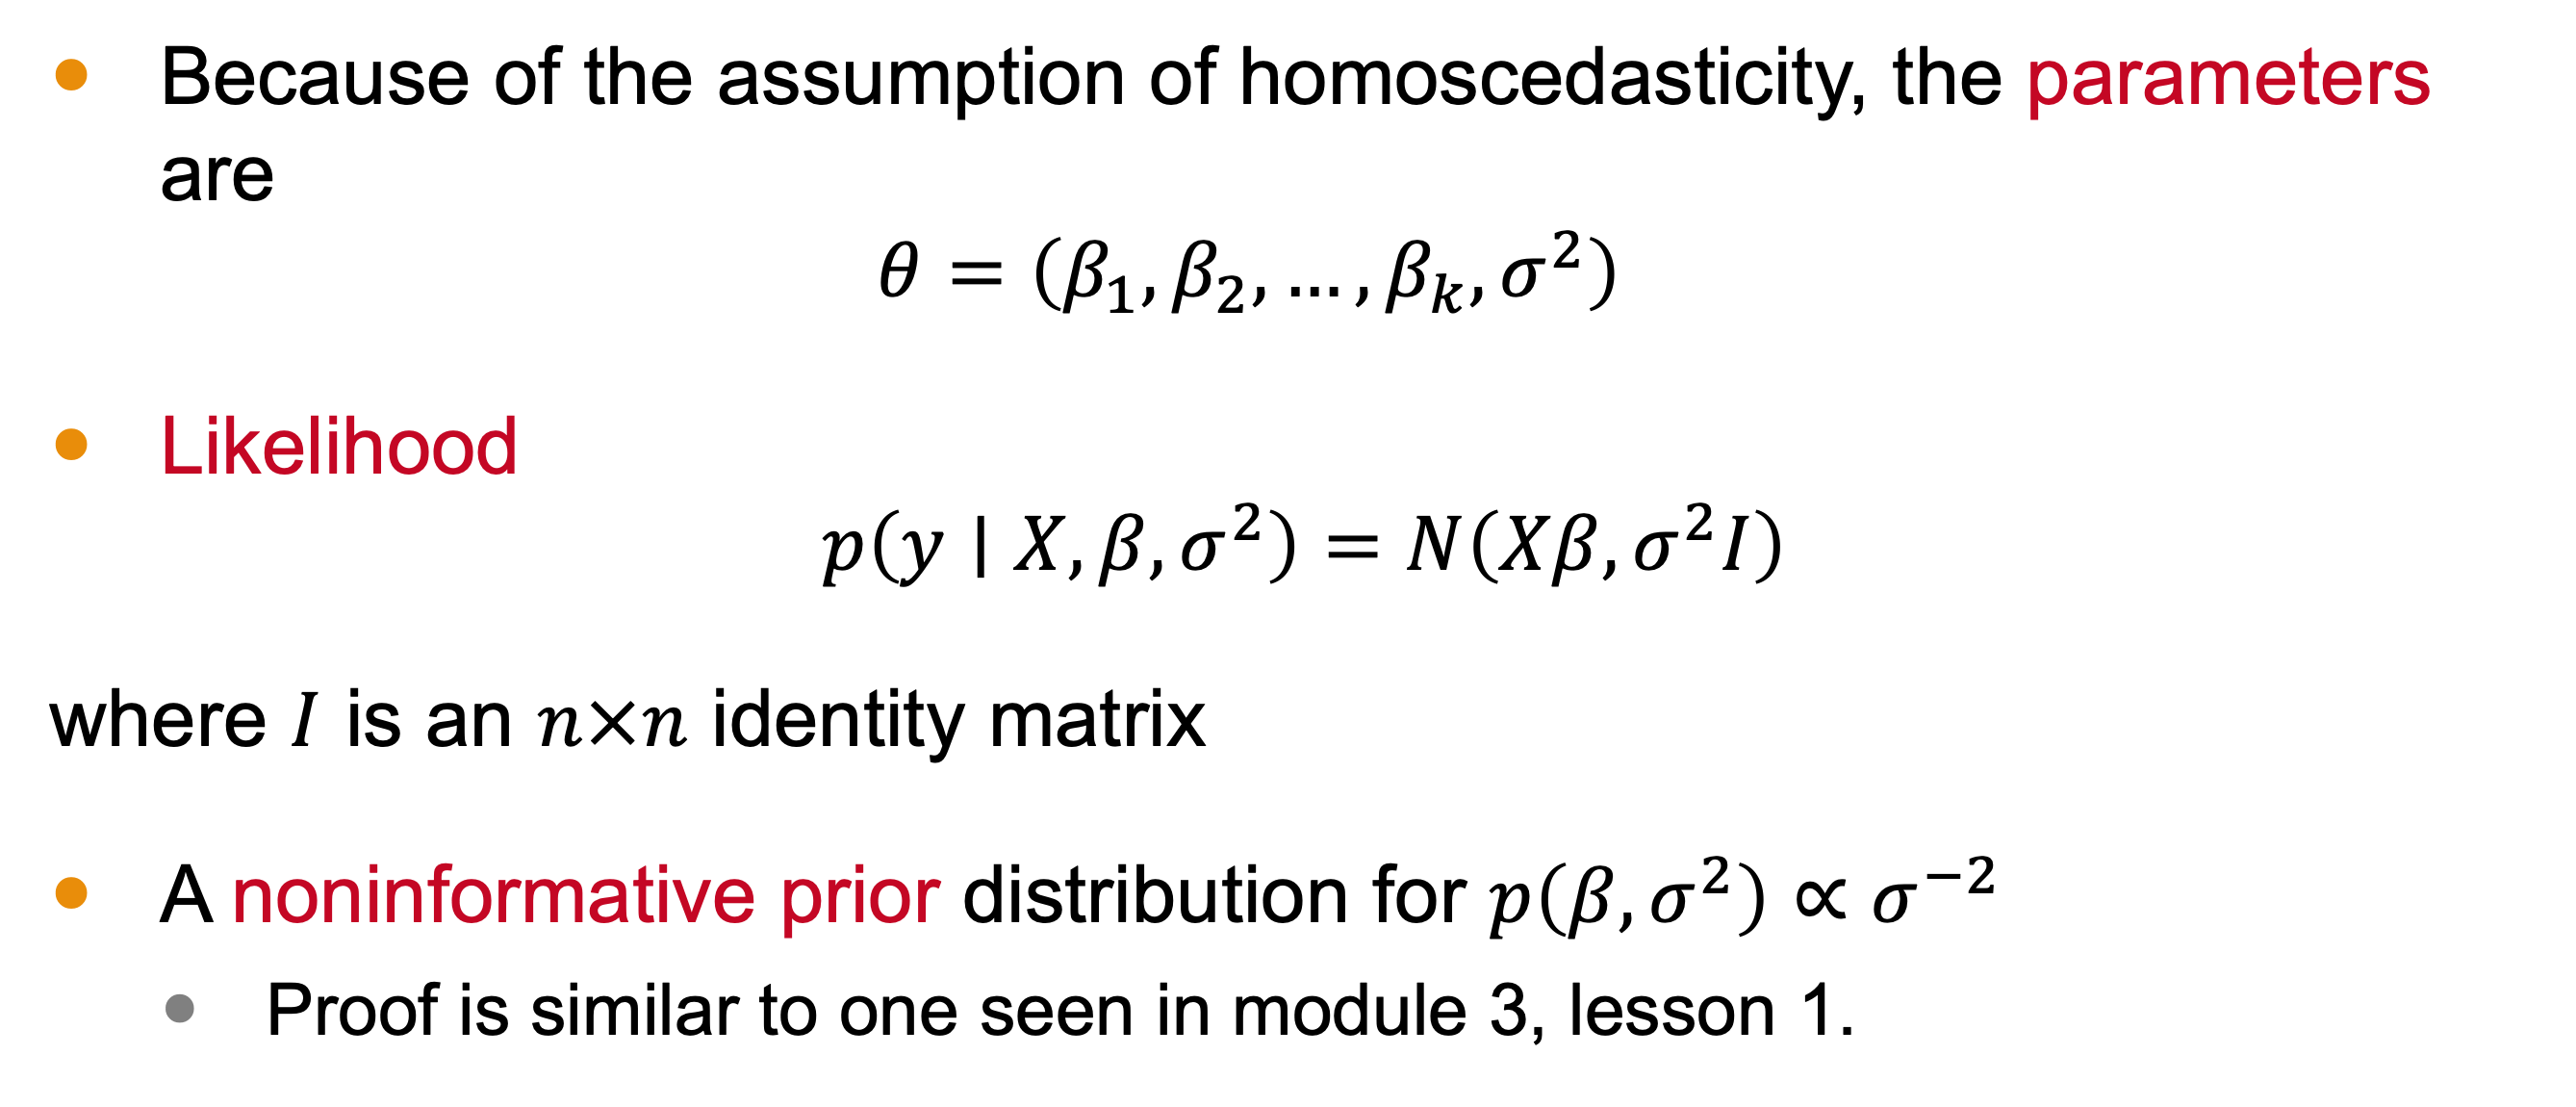 • Because of the assumption of homoscedasticity, the parameters
are
θ = (β₁, β₂, … , βₖ, σ²)
• Likelihood
p(y | X, β, σ²) = N(Xβ, σ²I)
where I is an n×n identity matrix
• A noninformative prior distribution for p(β, σ²) ∝ σ⁻²
• Proof is similar to one seen in module 3, lesson 1.